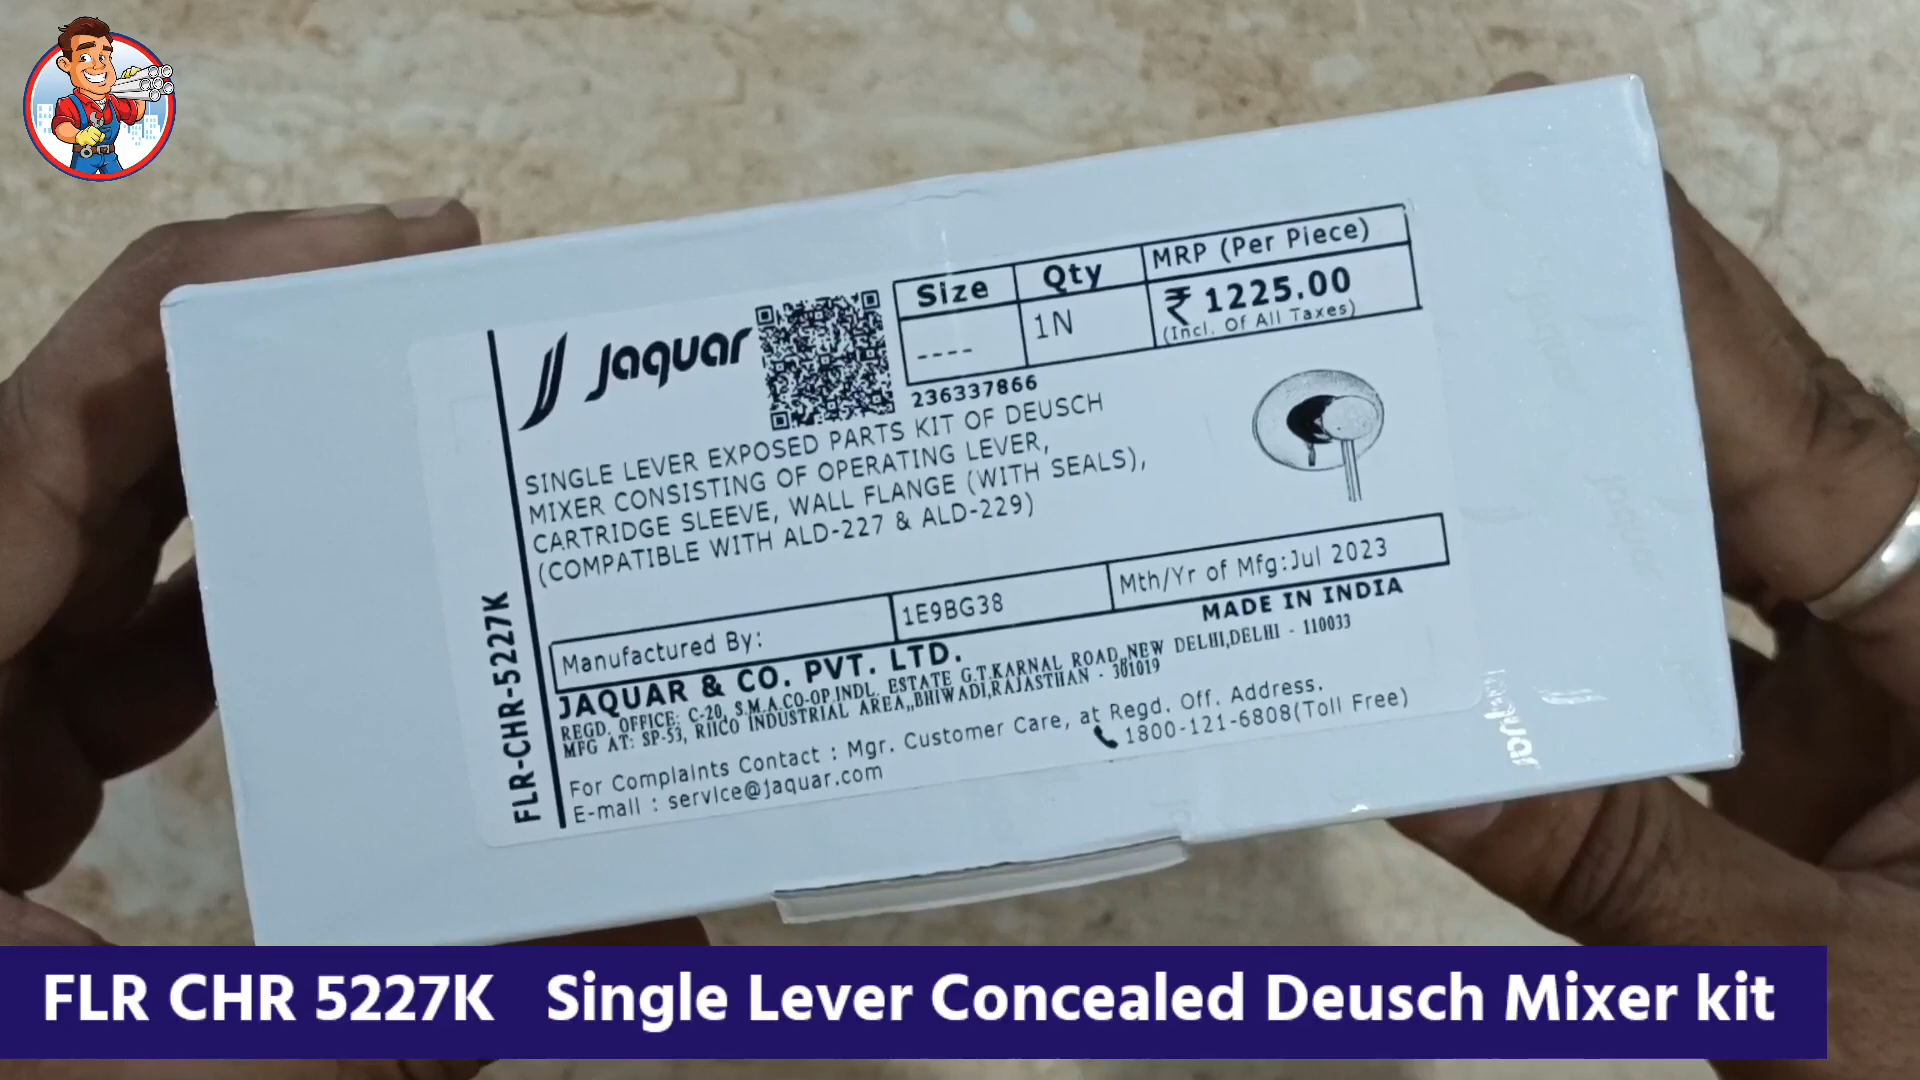 Jaquar
Size Qty MRP (Per Piece)
---- 1N ₹ 1225.00
(Incl. Of All Taxes)
236337866
SINGLE LEVER EXPOSED PARTS KIT OF DEUSCH
MIXER CONSISTING OF OPERATING LEVER,
CARTRIDGE SLEEVE, WALL FLANGE (WITH SEALS),
(COMPATIBLE WITH ALD-227 & ALD-229)
FLR-CHR-5227K
Manufactured By: 1E9BG38 Mth/Yr of Mfg:Jul 2023
MADE IN INDIA
JAQUAR & CO. PVT. LTD.
REGD. OFFICE: C-20, S.M.A.CO-OP.INDL. ESTATE G.T.KARNAL ROAD,,NEW DELHI,DELHI - 110033
MFG AT: SP-53, RIICO INDUSTRIAL AREA,,BHIWADI,RAJASTHAN - 301019
For Complaints Contact : Mgr. Customer Care, at Regd. Off. Address.
E-mail : service@jaquar.com 1800-121-6808(Toll Free)
Jaquar
FLR CHR 5227K Single Lever Concealed Deusch Mixer kit